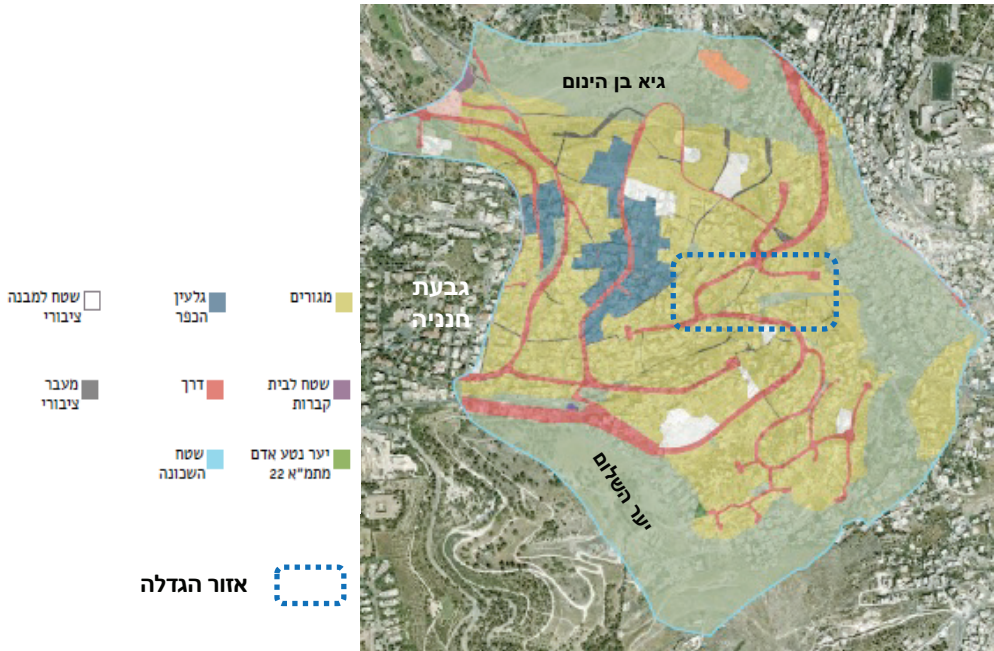 גיא בן הינום
גבעת
חנניה
יער השלום
מגורים
גלעין
הכפר
שטח למבנה
ציבורי
שטח לבית
קברות
דרך
מעבר
ציבורי
יער נטע אדם
מתמ"א 22
שטח
השכונה
אזור הגדלה